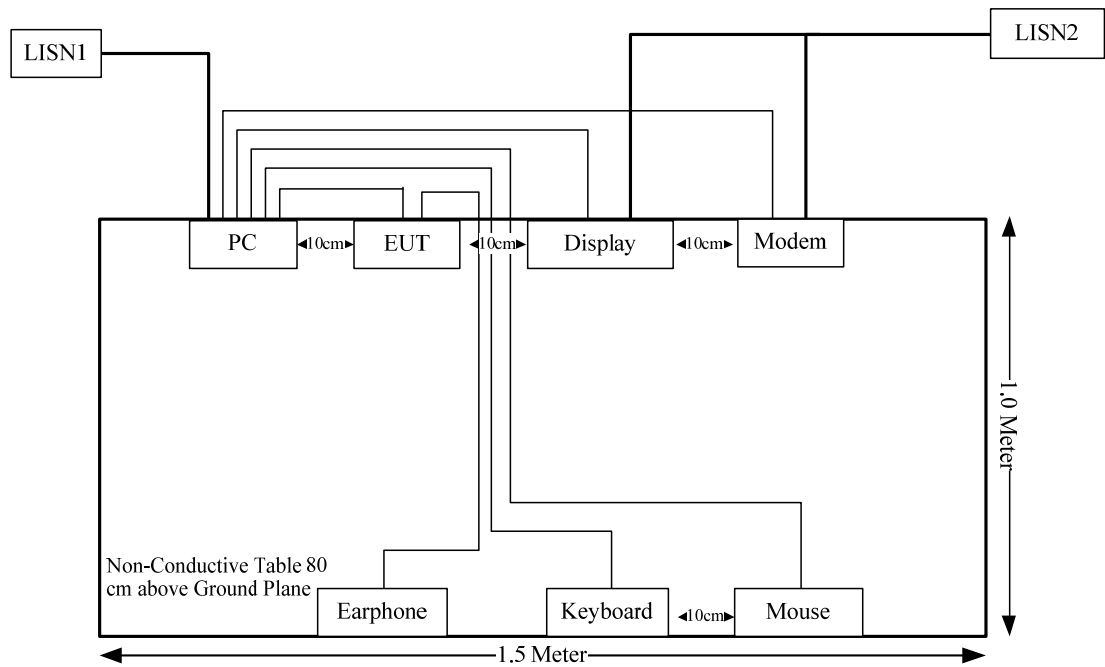 LISN1
LISN2
PC
10cm
EUT
10cm
Display
10cm
Modem
1.0 Meter
Non-Conductive Table 80
cm above Ground Plane
Earphone
Keyboard
10cm
Mouse
1.5 Meter